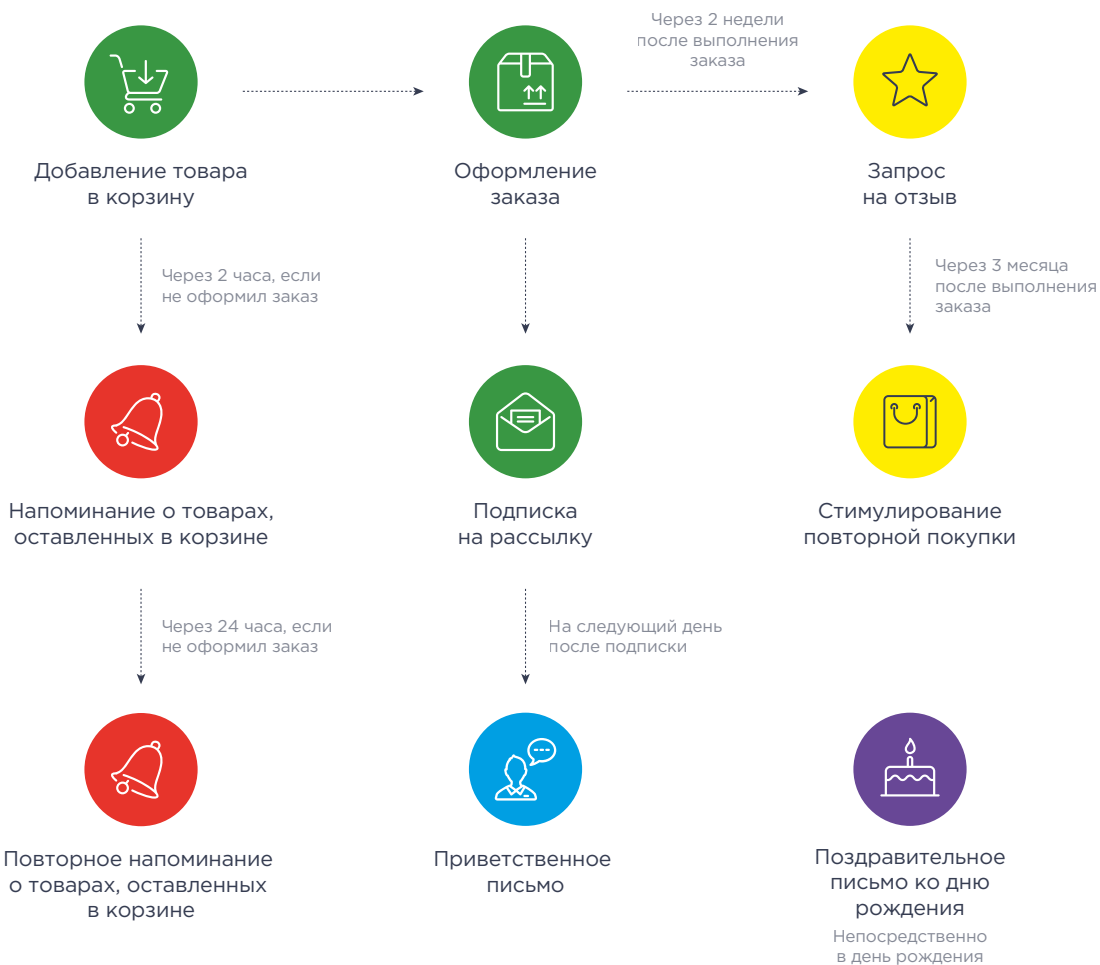 Через 2 недели
после выполнения
заказа
Добавление товара
в корзину
Оформление
заказа
Запрос
на отзыв
Через 2 часа, если
не оформил заказ
Через 3 месяца
после выполнения
заказа
Напоминание о товарах,
оставленных в корзине
Подписка
на рассылку
Стимулирование
повторной покупки
Через 24 часа, если
не оформил заказ
На следующий день
после подписки
Повторное напоминание
о товарах, оставленных
в корзине
Приветственное
письмо
Поздравительное
письмо ко дню
рождения
Непосредственно
в день рождения